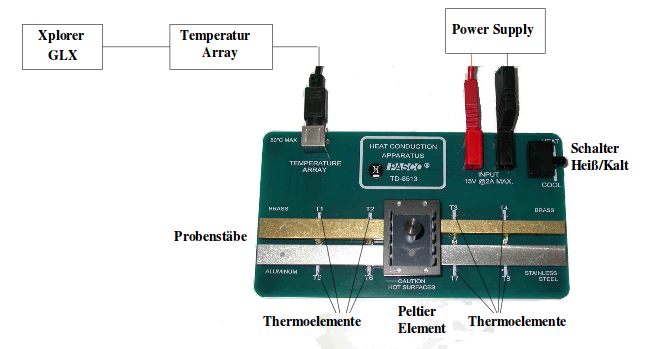 Xplorer
GLX
Temperatur
Array
Power Supply
80°C MAX
TEMPERATURE
ARRAY
HEAT CONDUCTION
APPARATUS
PASCO®
TD-8513
INPUT
15V @2A MAX.
HEAT
COOL
Schalter
Heiß/Kalt
BRASS
T1
T2
T3
T4
BRASS
Probenstäbe
ALUMINUM
T5
T6
CAUTION
HOT SURFACES
T7
T8
STAINLESS
STEEL
Thermoelemente
Peltier
Element
Thermoelemente